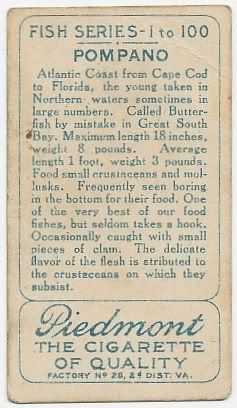 FISH SERIES-1 to 100
POMPANO
Atlantic Coast from Cape Cod
to Florida, the young taken in
Northern waters sometimes in
large numbers. Called Butter-
fish by mistake in Great South
Bay. Maximum length 18 inches,
weight 8 pounds. Average
length 1 foot, weight 3 pounds.
Food small crustaceans and mol-
lusks. Frequently seen boring
in the bottom for their food. One
of the very best of our food
fishes, but seldom takes a hook.
Occasionally caught with small
pieces of clam. The delicate
flavor of the flesh is attributed to
the crustaceans on which they
subsist.
Piedmont
THE CIGARETTE
OF QUALITY
FACTORY No 25, 2d DIST. VA.